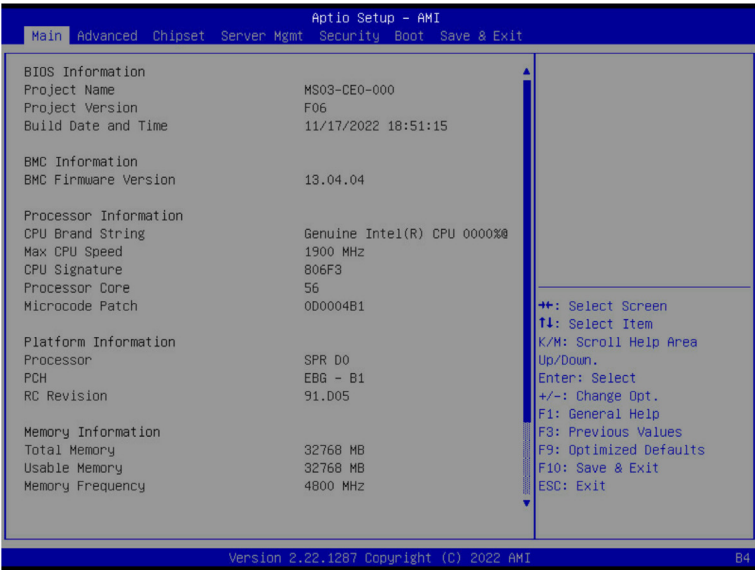 Aptio Setup – AMI
Main Advanced Chipset Server Mgmt Security Boot Save & Exit
BIOS Information
Project Name MS03-CE0-000
Project Version F06
Build Date and Time 11/17/2022 18:51:15
BMC Information
BMC Firmware Version 13.04.04
Processor Information
CPU Brand String Genuine Intel(R) CPU 0000%@
Max CPU Speed 1900 MHz
CPU Signature 806F3
Processor Core 56
Microcode Patch 0D0004B1
Platform Information
Processor SPR D0
PCH EBG - B1
RC Revision 91.D05
Memory Information
Total Memory 32768 MB
Usable Memory 32768 MB
Memory Frequency 4800 MHz
→←: Select Screen
↑↓: Select Item
K/M: Scroll Help Area
Up/Down.
Enter: Select
+/-: Change Opt.
F1: General Help
F3: Previous Values
F9: Optimized Defaults
F10: Save & Exit
ESC: Exit
Version 2.22.1287 Copyright (C) 2022 AMI
B4